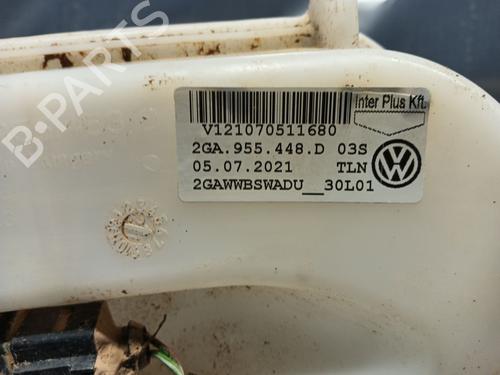 B-PARTS
Inter Plus Kft.
V121070511680
2GA.955.448.D 03S
05.07.2021 TLN
2GAWWBSWADU__30L01